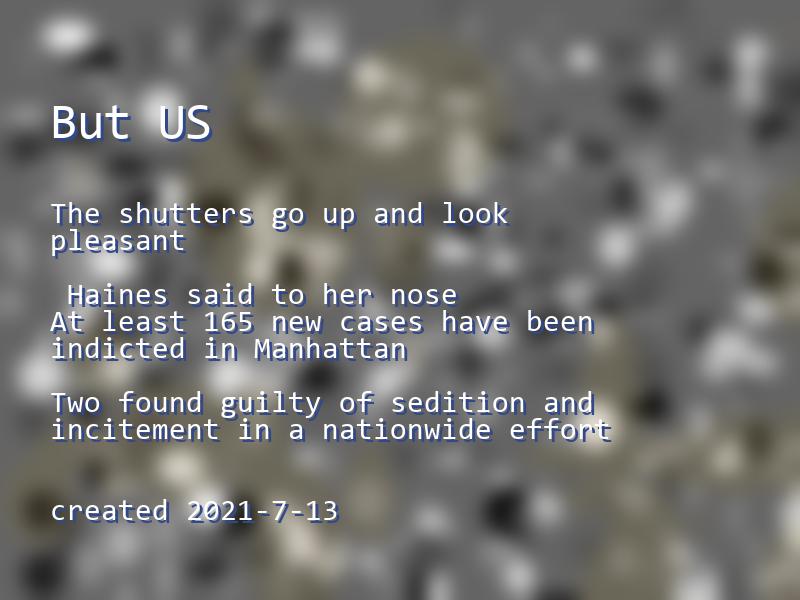 But US
The shutters go up and look
pleasant
Haines said to her nose
At least 165 new cases have been
indicted in Manhattan
Two found guilty of sedition and
incitement in a nationwide effort
created 2021-7-13